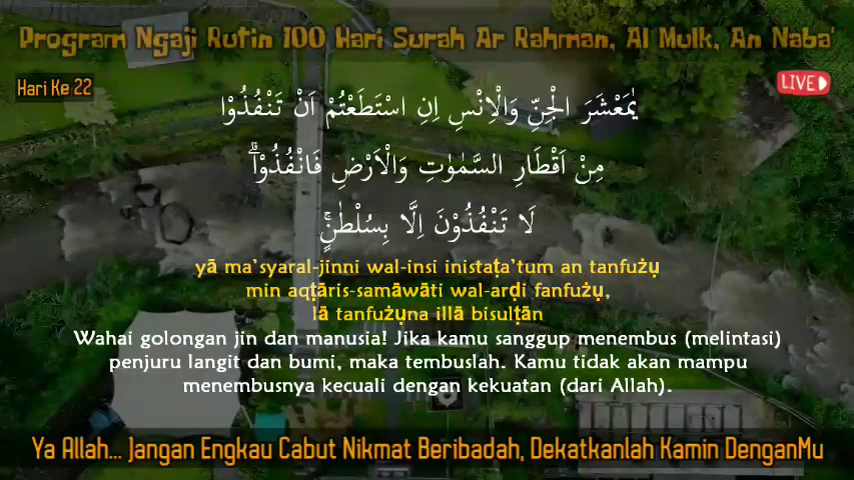 Program Ngaji Rutin 100 Hari Surah Ar Rahman, Al Mulk, An Naba'
Hari Ke 22
LIVE
يٰمَعْشَرَ الْجِنِّ وَالْاِنْسِ اِنِ اسْتَطَعْتُمْ اَنْ تَنْفُذُوْا
مِنْ اَقْطَارِ السَّمٰوٰتِ وَالْاَرْضِ فَانْفُذُوْاۗ
لَا تَنْفُذُوْنَ اِلَّا بِسُلْطٰنٍۚ
yā ma'syaral-jinni wal-insi inistaṭa'tum an tanfużụ
min aqṭāris-samāwāti wal-arḍi fanfużụ,
lā tanfużụna illā bisulṭān
Wahai golongan jin dan manusia! Jika kamu sanggup menembus (melintasi)
penjuru langit dan bumi, maka tembuslah. Kamu tidak akan mampu
menembusnya kecuali dengan kekuatan (dari Allah).
Ya Allah... Jangan Engkau Cabut Nikmat Beribadah, Dekatkanlah Kamin DenganMu